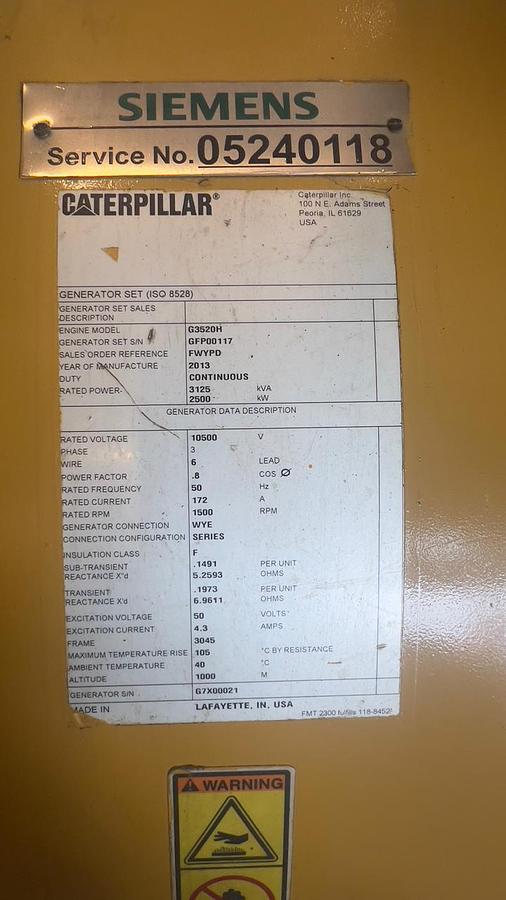 SIEMENS
Service No. 05240118
CATERPILLAR®
Caterpillar Inc.
100 N E. Adams Street
Peoria, IL 61629
USA
GENERATOR SET (ISO 8528)
GENERATOR SET SALES
DESCRIPTION
ENGINE MODEL G3520H
GENERATOR SET S/N GFP00117
SALES ORDER REFERENCE FWYPD
YEAR OF MANUFACTURE 2013
DUTY CONTINUOUS
RATED POWER 3125 kVA
2500 kW
GENERATOR DATA DESCRIPTION
RATED VOLTAGE 10500 V
PHASE 3
WIRE 6 LEAD
POWER FACTOR .8 COS Ø
RATED FREQUENCY 50 Hz
RATED CURRENT 172 A
RATED RPM 1500 RPM
GENERATOR CONNECTION WYE
CONNECTION CONFIGURATION SERIES
INSULATION CLASS F
SUB-TRANSIENT .1491 PER UNIT
REACTANCE X"d 5.2593 OHMS
TRANSIENT .1973 PER UNIT
REACTANCE X'd 6.9611 OHMS
EXCITATION VOLTAGE 50 VOLTS
EXCITATION CURRENT 4.3 AMPS
FRAME 3045
MAXIMUM TEMPERATURE RISE 105 °C BY RESISTANCE
AMBIENT TEMPERATURE 40 °C
ALTITUDE 1000 M
GENERATOR S/N G7X00021
MADE IN LAFAYETTE, IN, USA
FMT 2300 fulfills 118-8452
WARNING